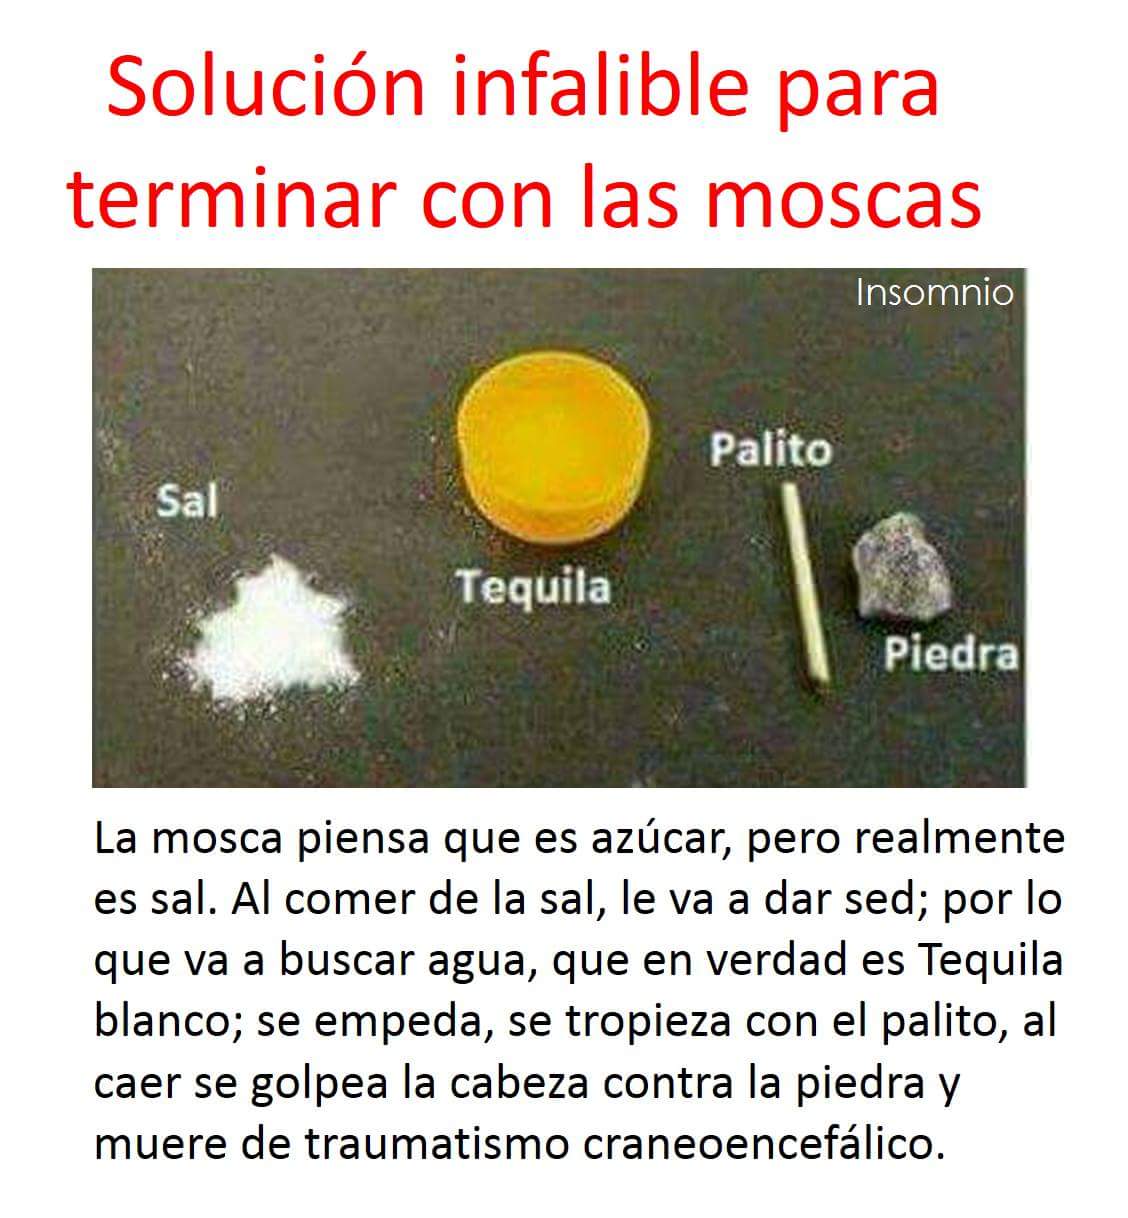 Solución infalible para
terminar con las moscas
Insomnio
Palito
Sal
Tequila
Piedra
La mosca piensa que es azúcar, pero realmente
es sal. Al comer de la sal, le va a dar sed; por lo
que va a buscar agua, que en verdad es Tequila
blanco; se empeda, se tropieza con el palito, al
caer se golpea la cabeza contra la piedra y
muere de traumatismo craneoencefálico.